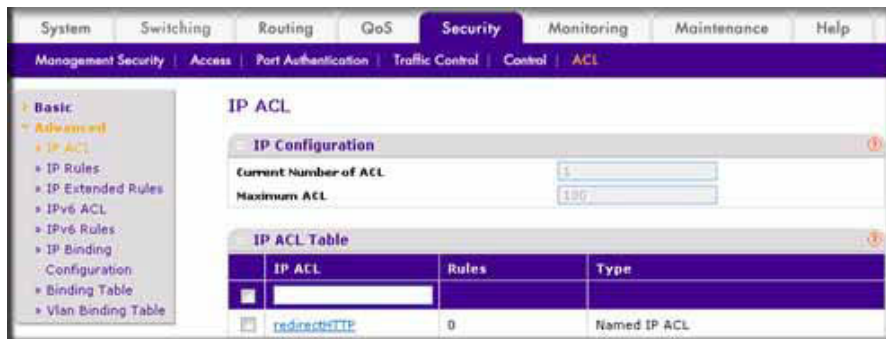 System Switching Routing QoS Security Monitoring Maintenance Help
Management Security Access Port Authentication Traffic Control Control ACL
Basic
Advanced
IP ACL
IP Rules
IP Extended Rules
IPv6 ACL
IPv6 Rules
IP Binding
Configuration
Binding Table
Vlan Binding Table
IP ACL
IP Configuration
Current Number of ACL 1
Maximum ACL 100
IP ACL Table
IP ACL Rules Type
redirectHTTP 0 Named IP ACL